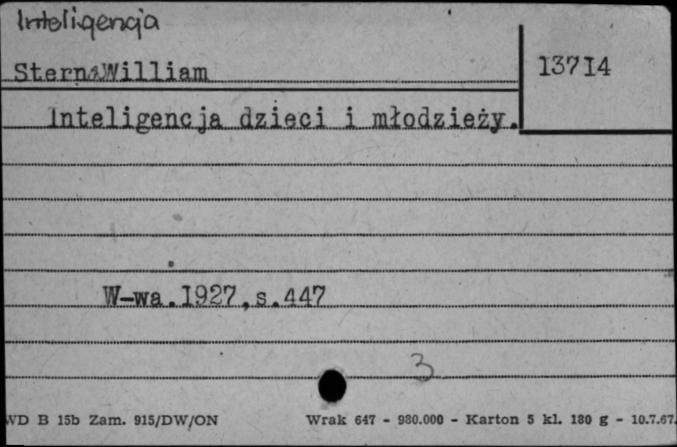 Inteligencja
Stern, William
13714
Inteligencja dzieci i młodzieży.
W-wa.I927,s.447
3
WD B 15b Zam. 915/DW/ON Wrak 647 - 980.000 - Karton 5 kl. 180 g - 10.7.67.